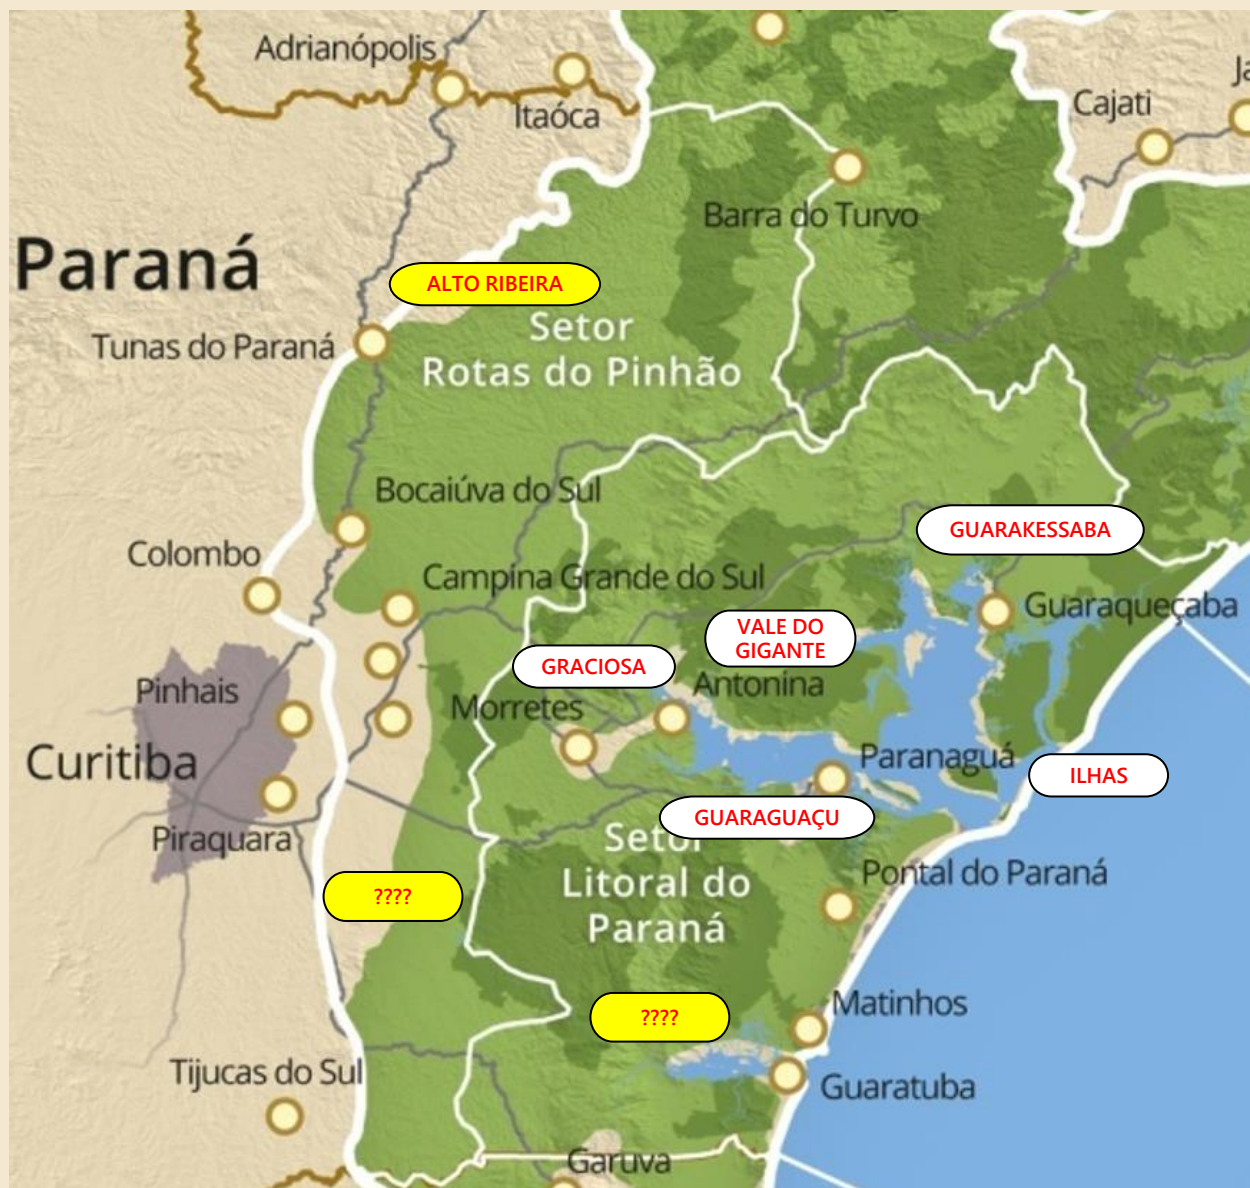 Adrianópolis
Itaóca
Cajati
Ja
Barra do Turvo
Paraná
ALTO RIBEIRA
Tunas do Paraná
Setor
Rotas do Pinhão
Bocaiúva do Sul
GUARAKESSABA
Colombo
Campina Grande do Sul
Guaraqueçaba
VALE DO
GIGANTE
GRACIOSA
Antonina
Pinhais
Morretes
Curitiba
Paranaguá
ILHAS
GUARAGUAÇU
Piraquara
Setor
Litoral do
Paraná
Pontal do Paraná
????
????
Matinhos
Tijucas do Sul
Guaratuba
Garuva